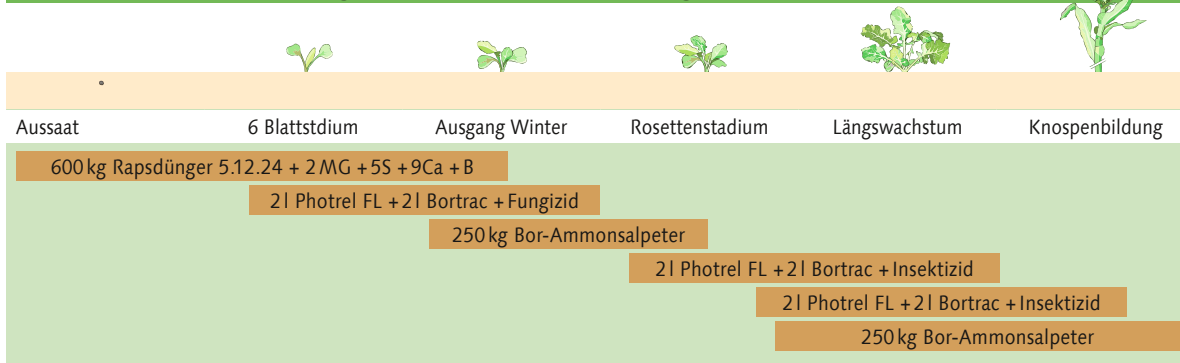 Aussaat 6 Blattstdium Ausgang Winter Rosettenstadium Längswachstum Knospenbildung
600 kg Rapsdünger 5.12.24 + 2 MG + 5S + 9Ca + B
2 l Photrel FL + 2 l Bortrac + Fungizid
250 kg Bor-Ammonsalpeter
2 l Photrel FL + 2 l Bortrac + Insektizid
2 l Photrel FL + 2 l Bortrac + Insektizid
250 kg Bor-Ammonsalpeter